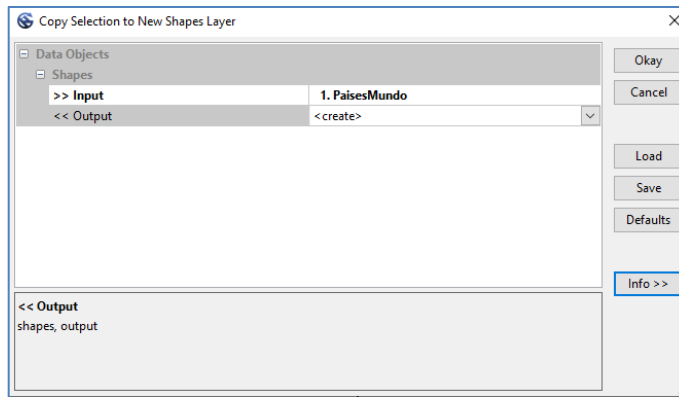 Copy Selection to New Shapes Layer
Data Objects
Shapes
>> Input 1. PaisesMundo
<< Output <create>
Okay
Cancel
Load
Save
Defaults
Info >>
<< Output
shapes, output